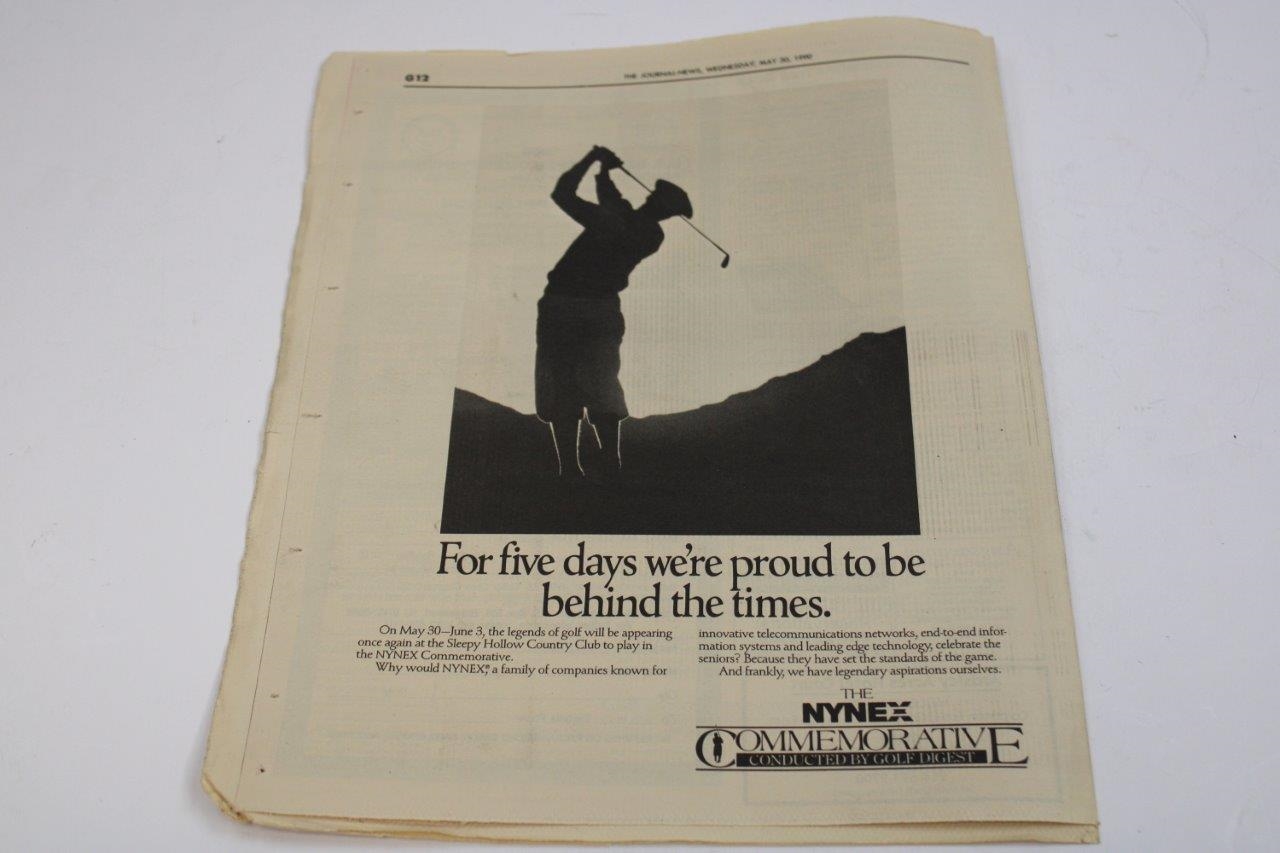 G12
THE JOURNAL-NEWS, WEDNESDAY, MAY 30, 1990
For five days we're proud to be
behind the times.
On May 30—June 3, the legends of golf will be appearing
once again at the Sleepy Hollow Country Club to play in
the NYNEX Commemorative.
Why would NYNEX,® a family of companies known for
innovative telecommunications networks, end-to-end infor-
mation systems and leading edge technology, celebrate the
seniors? Because they have set the standards of the game.
And frankly, we have legendary aspirations ourselves.
THE
NYNEX
COMMEMORATIVE
CONDUCTED BY GOLF DIGEST